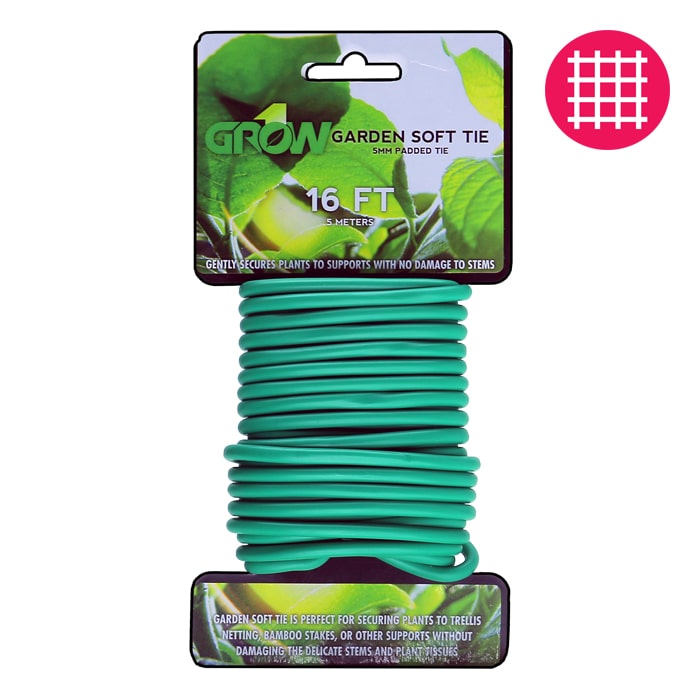 GROW1 GARDEN SOFT TIE
5MM PADDED TIE
16 FT
5 METERS
GENTLY SECURES PLANTS TO SUPPORTS WITH NO DAMAGE TO STEMS
GARDEN SOFT TIE IS PERFECT FOR SECURING PLANTS TO TRELLIS
NETTING, BAMBOO STAKES, OR OTHER SUPPORTS WITHOUT
DAMAGING THE DELICATE STEMS AND PLANT TISSUES